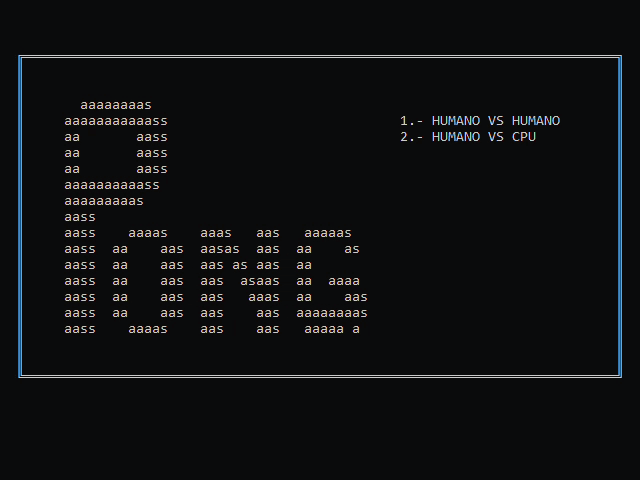 aaaaaaaas
aaaaaaaaaaass 1.- HUMANO VS HUMANO
aa aass 2.- HUMANO VS CPU
aa aass
aa aass
aaaaaaaaaass
aaaaaaaaas
aass
aass aaaas aaas aas aaaaas
aass aa aas aasas aas aa as
aass aa aas aas as aas aa
aass aa aas aas asaas aa aaaa
aass aa aas aas aaas aa aas
aass aa aas aas aas aaaaaaaas
aass aaaas aas aas aaaaa a